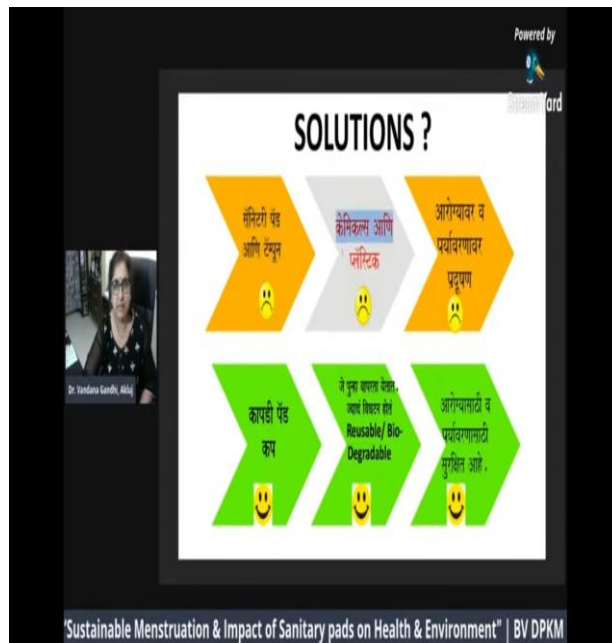 Powered by
StreamYard
SOLUTIONS ?
सॅनिटरी पॅड
आणि टॅम्पून
केमिकल्स आणि
प्लॅस्टिक
आरोग्यावर व
पर्यावरणावर
प्रदूषण
Dr. Vandana Gandhi, Akluj
कापडी पॅड
कप
जे पुन्हा वापरता येतात .
ज्याचं विघटन होतं
Reusable/ Bio-
Degradable
आरोग्यासाठी व
पर्यावरणासाठी
सुरक्षित आहे .
"Sustainable Menstruation & Impact of Sanitary pads on Health & Environment" | BV DPKM